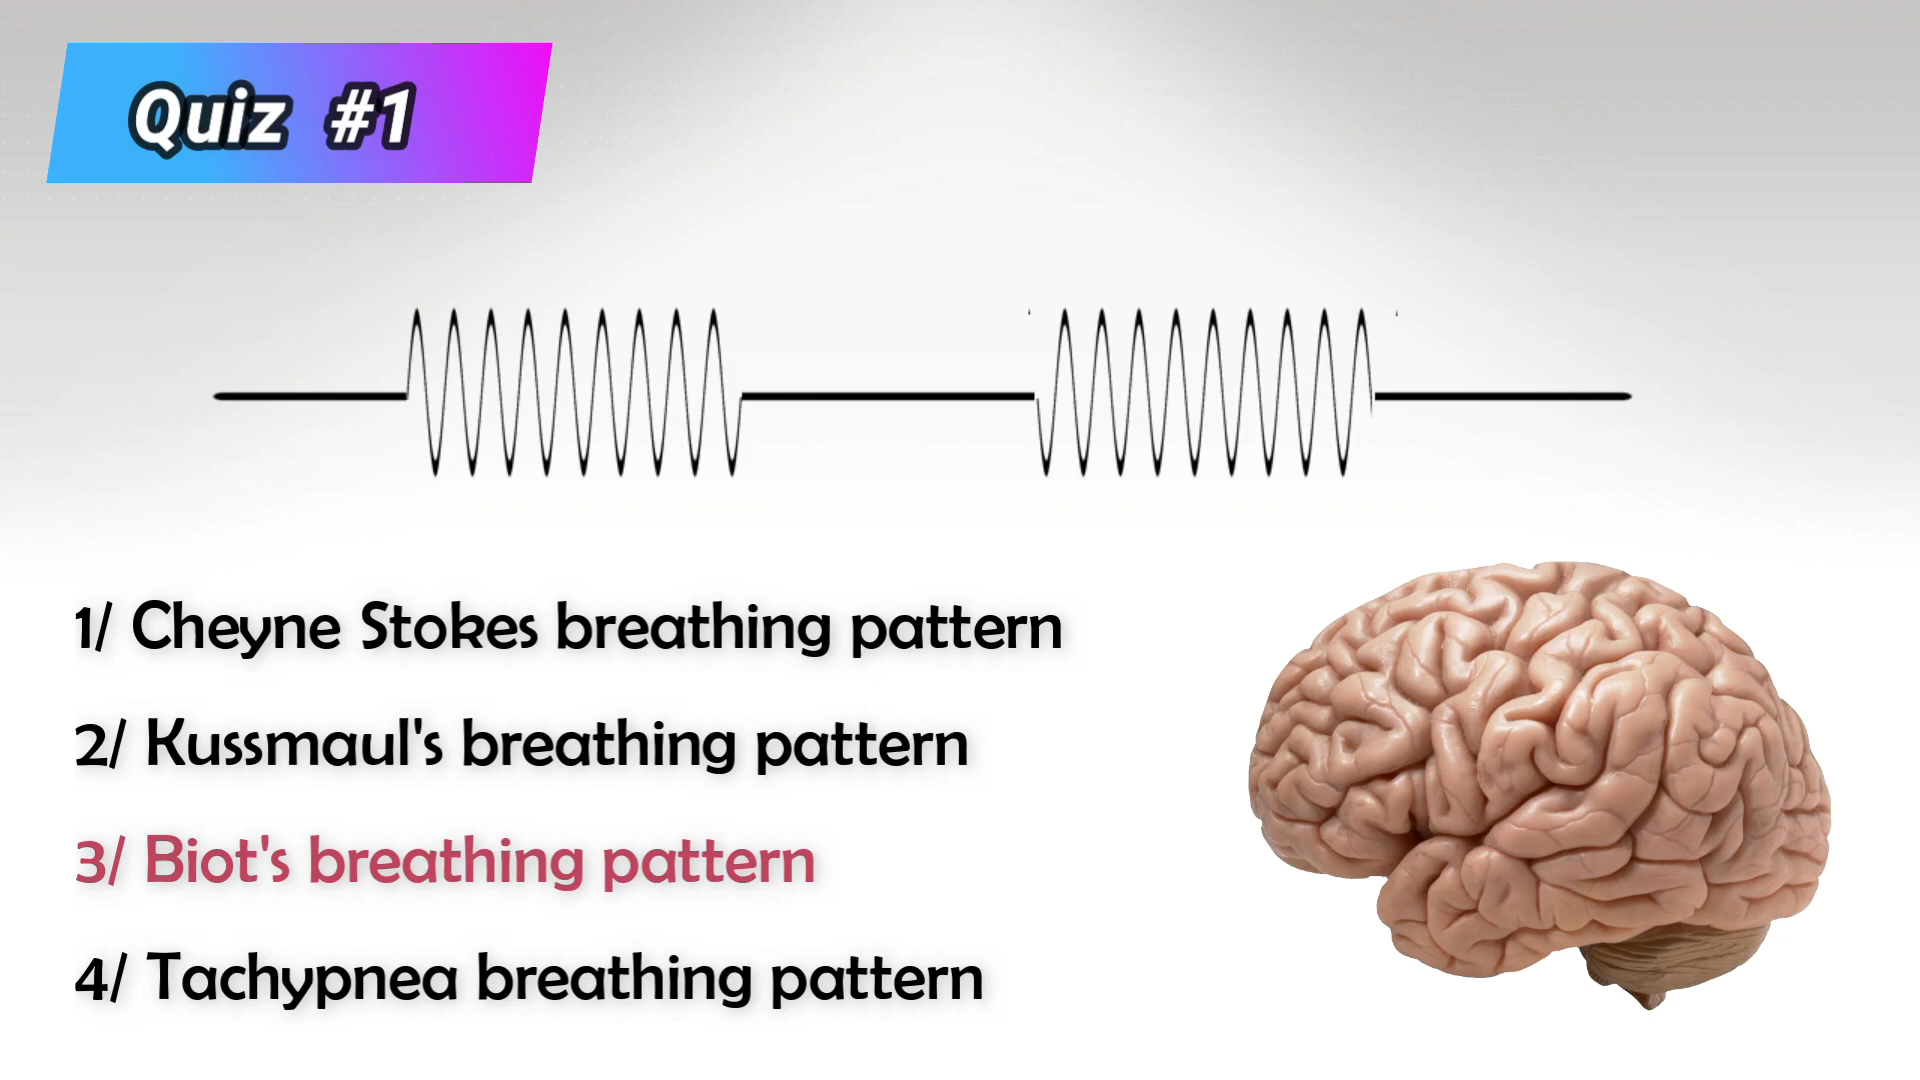 Quiz #1
1/ Cheyne Stokes breathing pattern
2/ Kussmaul's breathing pattern
3/ Biot's breathing pattern
4/ Tachypnea breathing pattern